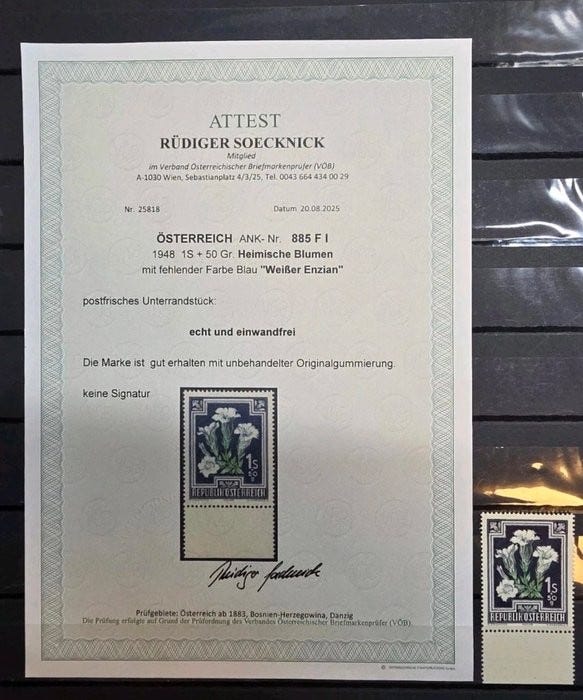 ATTEST
RÜDIGER SOECKNICK
Mitglied
im Verband Österreichischer Briefmarkenprüfer (VÖB)
A-1030 Wien, Sebastianplatz 4/3/25, Tel. 0043 664 434 00 29
Nr. 25818 Datum 20.08.2025
ÖSTERREICH ANK- Nr. 885 F I
1948 1S + 50 Gr. Heimische Blumen
mit fehlender Farbe Blau "Weißer Enzian"
postfrisches Unterrandstück:
echt und einwandfrei
Die Marke ist gut erhalten mit unbehandelter Originalgummierung.
keine Signatur
1S
50
g
REPUBLIK ÖSTERREICH
Rüdiger Soecknick
Prüfgebiete: Österreich ab 1883, Bosnien-Herzegowina, Danzig
Die Prüfung erfolgte auf Grund der Prüfordnung des Verbandes Österreichischer Briefmarkenprüfer (VÖB).
1S
50
g
REPUBLIK ÖSTERREICH